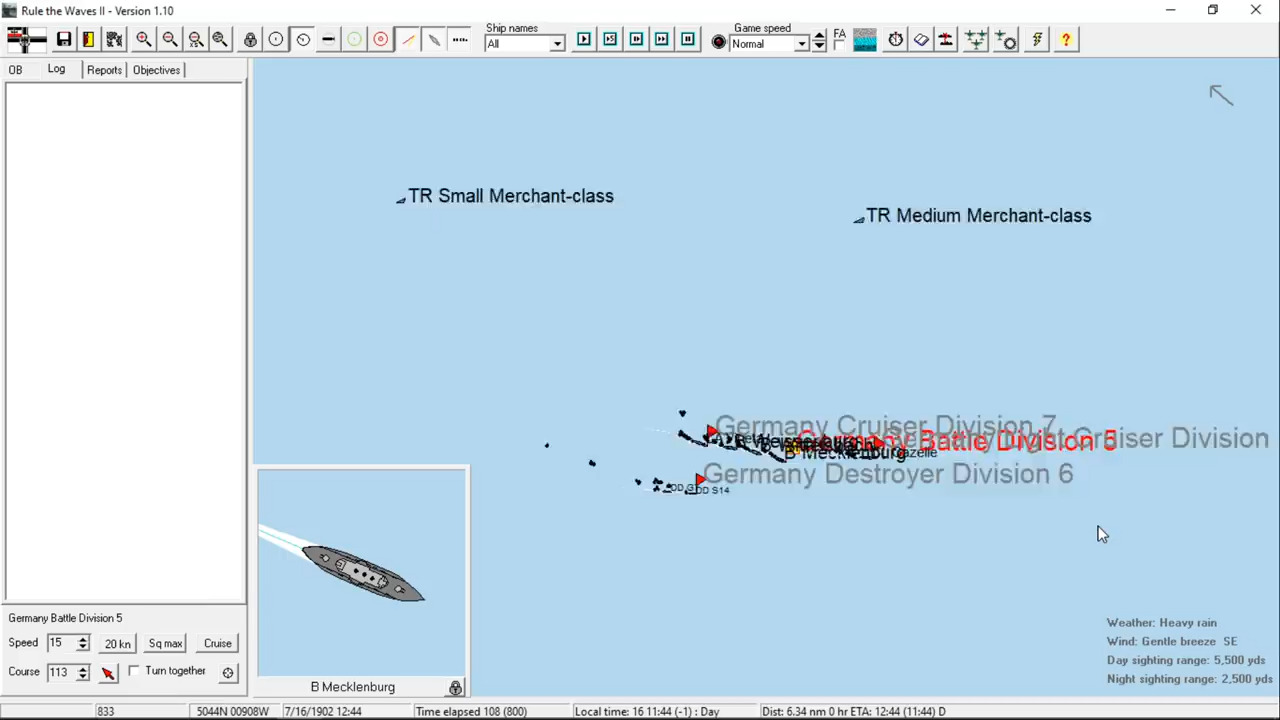 Rule the Waves II - Version 1.10
Ship names
All
Game speed
Normal
FA
OB
Log
Reports
Objectives
TR Small Merchant-class
TR Medium Merchant-class
Germany Cruiser Division 7
Germany Battle Division 5
Cruiser Division
B Mecklenburg
Gazelle
Germany Destroyer Division 6
DD S14
Germany Battle Division 5
Speed 15 20 kn Sq max Cruise
Course 113 Turn together
B Mecklenburg
Weather: Heavy rain
Wind: Gentle breeze SE
Day sighting range: 5,500 yds
Night sighting range: 2,500 yds
833 5044N 00908W 7/16/1902 12:44 Time elapsed 108 (800) Local time: 16 11:44 (-1) : Day Dist: 6.34 nm 0 hr ETA: 12:44 (11:44) D